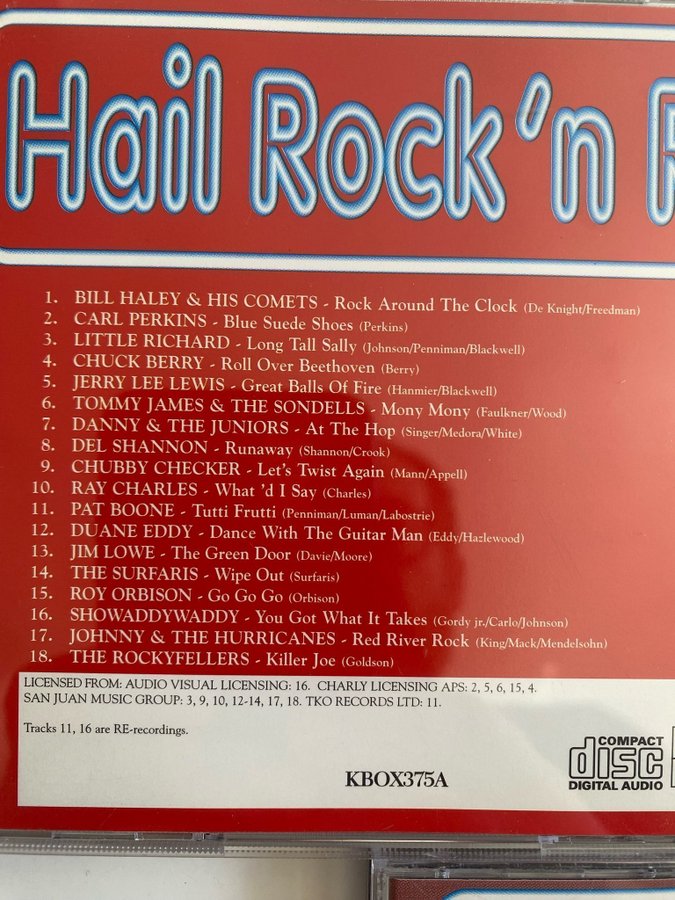 Hail Rock 'n
1. BILL HALEY & HIS COMETS - Rock Around The Clock (De Knight/Freedman)
2. CARL PERKINS - Blue Suede Shoes (Perkins)
3. LITTLE RICHARD - Long Tall Sally (Johnson/Penniman/Blackwell)
4. CHUCK BERRY - Roll Over Beethoven (Berry)
5. JERRY LEE LEWIS - Great Balls Of Fire (Hanmier/Blackwell)
6. TOMMY JAMES & THE SONDELLS - Mony Mony (Faulkner/Wood)
7. DANNY & THE JUNIORS - At The Hop (Singer/Medora/White)
8. DEL SHANNON - Runaway (Shannon/Crook)
9. CHUBBY CHECKER - Let's Twist Again (Mann/Appell)
10. RAY CHARLES - What 'd I Say (Charles)
11. PAT BOONE - Tutti Frutti (Penniman/Luman/Labostrie)
12. DUANE EDDY - Dance With The Guitar Man (Eddy/Hazlewood)
13. JIM LOWE - The Green Door (Davie/Moore)
14. THE SURFARIS - Wipe Out (Surfaris)
15. ROY ORBISON - Go Go Go (Orbison)
16. SHOWADDYWADDY - You Got What It Takes (Gordy jr./Carlo/Johnson)
17. JOHNNY & THE HURRICANES - Red River Rock (King/Mack/Mendelsohn)
18. THE ROCKYFELLERS - Killer Joe (Goldson)
LICENSED FROM: AUDIO VISUAL LICENSING: 16. CHARLY LICENSING APS: 2, 5, 6, 15, 4.
SAN JUAN MUSIC GROUP: 3, 9, 10, 12-14, 17, 18. TKO RECORDS LTD: 11.
Tracks 11, 16 are RE-recordings.
KBOX375A
COMPACT
disc
DIGITAL AUDIO